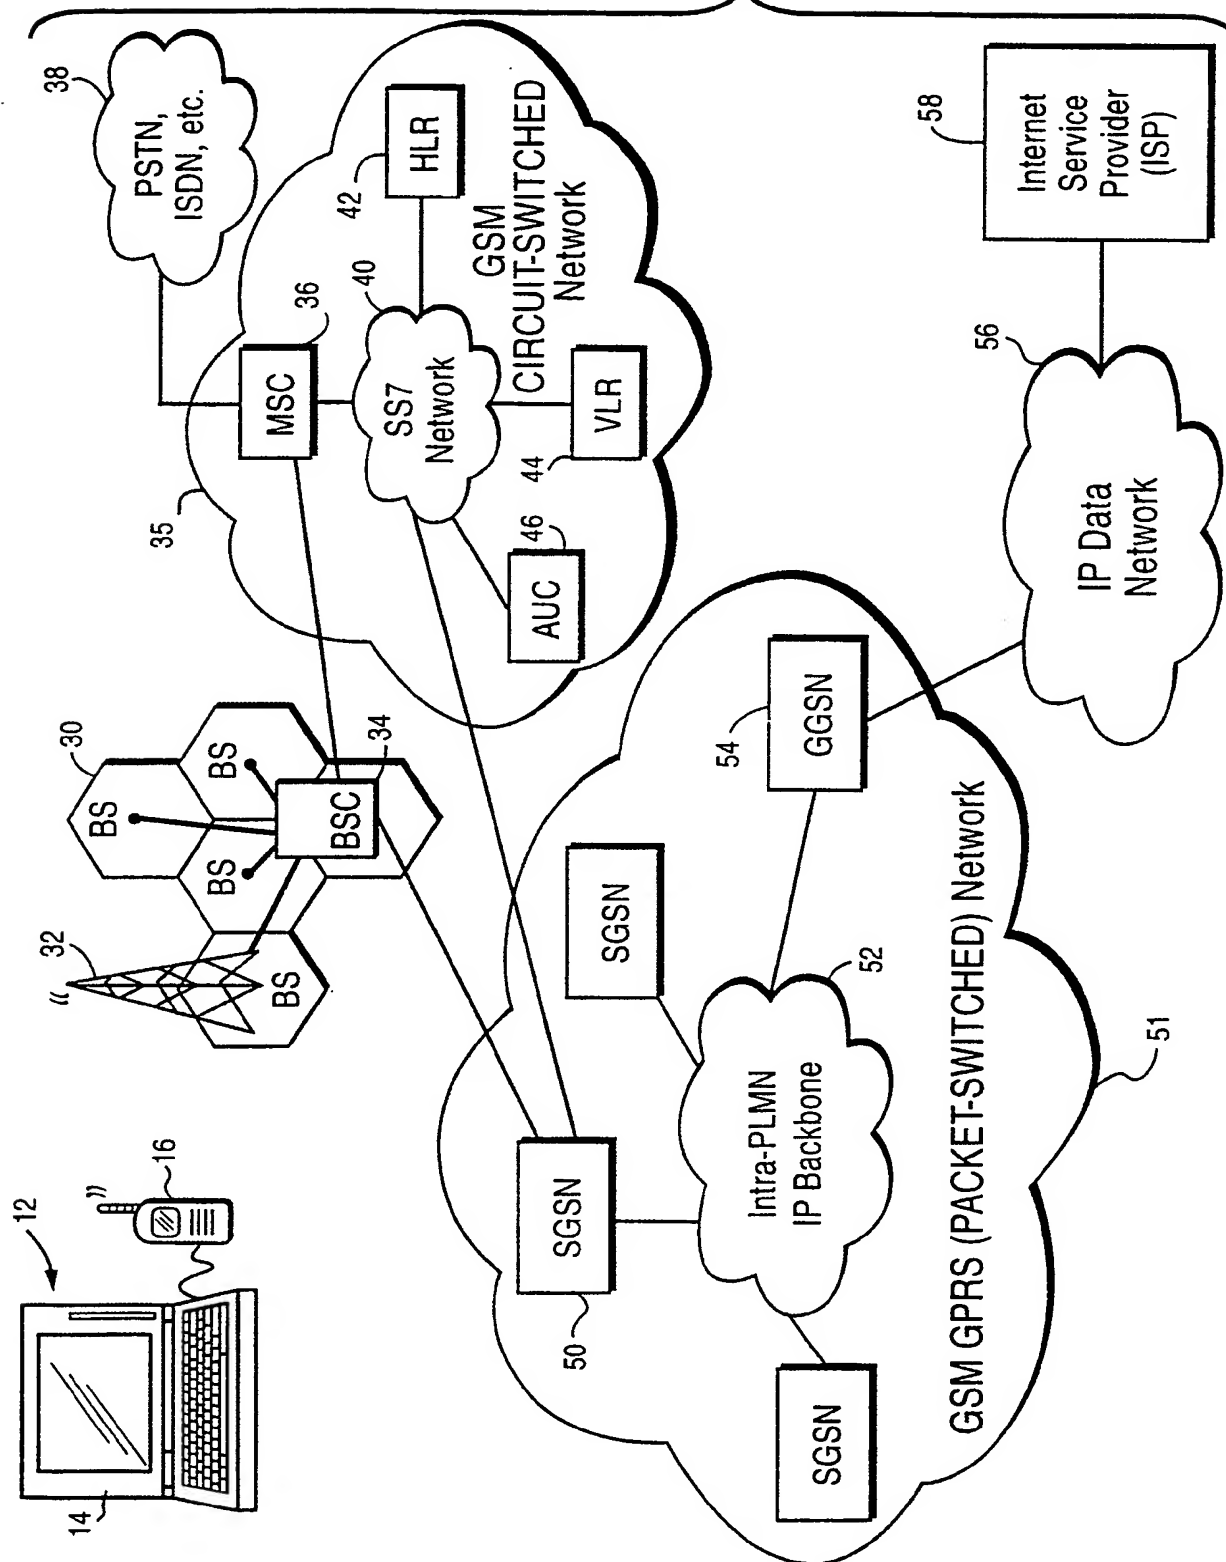 12
14
16
32
BS
BS
30
BS
BS
BSC
34
35
38
PSTN,
ISDN, etc.
MSC
36
SS7
Network
40
HLR
42
GSM
CIRCUIT-SWITCHED
Network
VLR
44
AUC
46
SGSN
50
SGSN
SGSN
Intra-PLMN
IP Backbone
52
GGSN
54
GSM GPRS (PACKET-SWITCHED) Network
51
IP Data
Network
56
Internet
Service
Provider
(ISP)
58